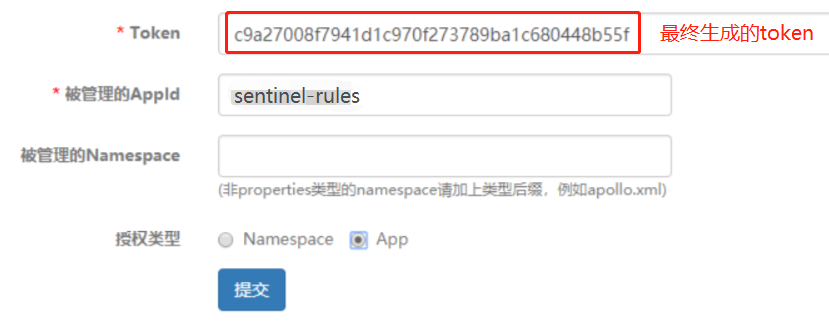 * Token c9a27008f7941d1c970f273789ba1c680448b55f 最终生成的token
* 被管理的AppId sentinel-rules
被管理的Namespace
(非properties类型的namespace请加上类型后缀，例如apollo.xml)
授权类型 Namespace App
提交